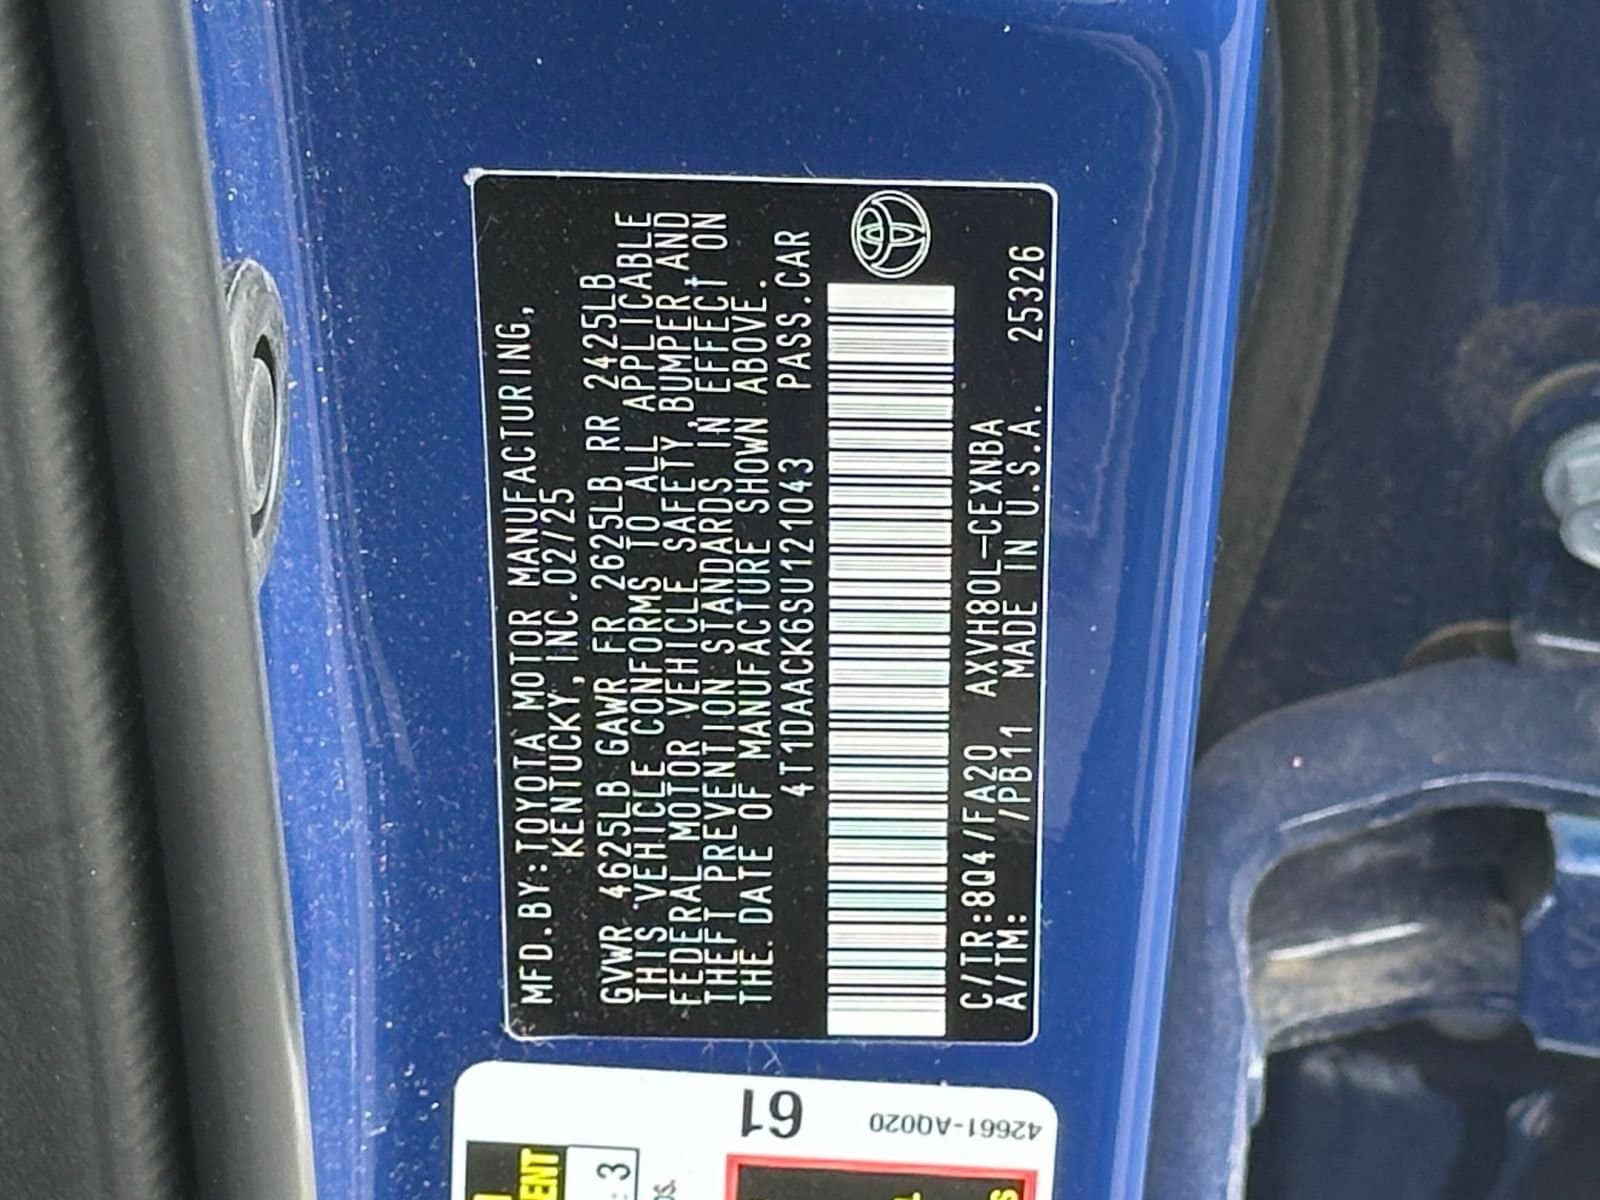 MFD.BY:TOYOTA MOTOR MANUFACTURING,
KENTUCKY,INC.02/25
GVWR 4625LB GAWR FR 2625LB RR 2425LB
THIS VEHICLE CONFORMS TO ALL APPLICABLE
FEDERAL MOTOR VEHICLE SAFETY,BUMPER AND
THEFT PREVENTION STANDARDS IN EFFECT ON
THE DATE OF MANUFACTURE SHOWN ABOVE.
4T1DAACK6SU121043 PASS.CAR
C/TR:8Q4/FA20 AXVH80L-CEXNBA
A/TM: /PB11 MADE IN U.S.A. 25326
61
42661-AQ020